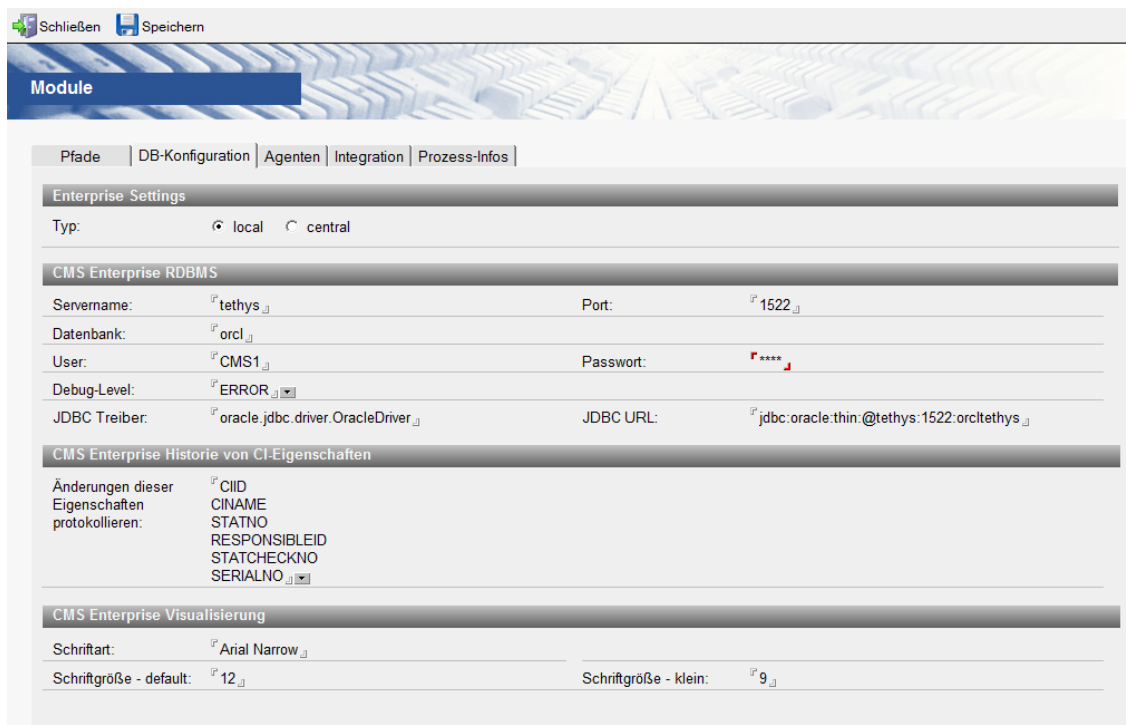 Schließen Speichern
Module
Pfade DB-Konfiguration Agenten Integration Prozess-Infos
Enterprise Settings
Typ: local central
CMS Enterprise RDBMS
Servername: tethys Port: 1522
Datenbank: orcl
User: CMS1 Passwort: ****
Debug-Level: ERROR
JDBC Treiber: oracle.jdbc.driver.OracleDriver JDBC URL: jdbc:oracle:thin:@tethys:1522:orcltethys
CMS Enterprise Historie von CI-Eigenschaften
Änderungen dieser CIID
Eigenschaften CINAME
protokollieren: STATNO
RESPONSIBLEID
STATCHECKNO
SERIALNO
CMS Enterprise Visualisierung
Schriftart: Arial Narrow
Schriftgröße - default: 12 Schriftgröße - klein: 9